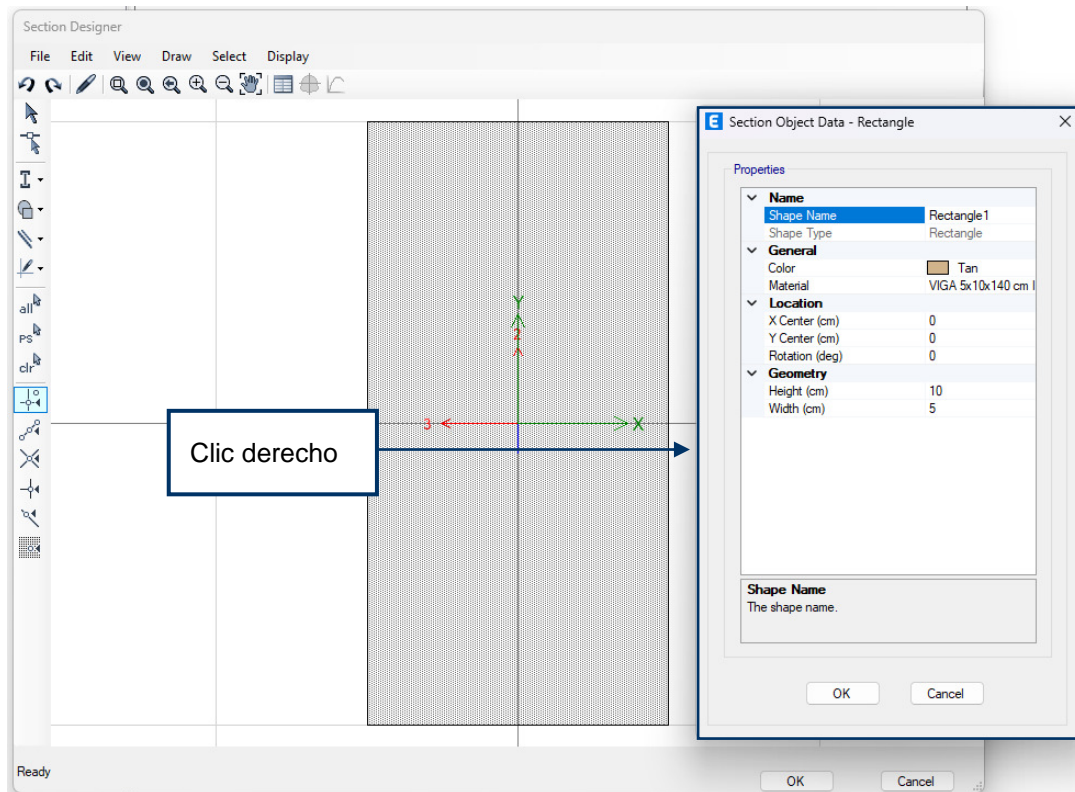 Section Designer
File Edit View Draw Select Display
all
PS
clr
Y
2
3
X
Clic derecho
E Section Object Data - Rectangle
Properties
Name
Shape Name Rectangle1
Shape Type Rectangle
General
Color Tan
Material VIGA 5x10x140 cm I
Location
X Center (cm) 0
Y Center (cm) 0
Rotation (deg) 0
Geometry
Height (cm) 10
Width (cm) 5
Shape Name
The shape name.
OK Cancel
Ready
OK Cancel